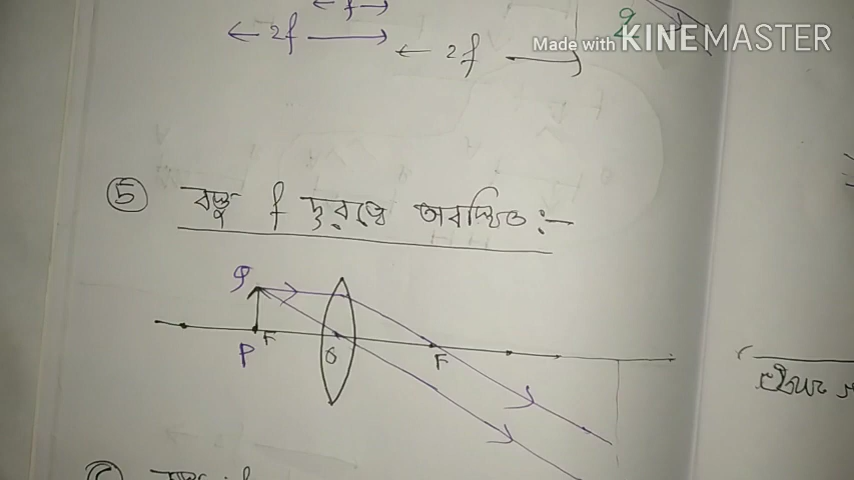 f
← 2f →
← 2f
Q
Made with KINEMASTER
⑤ বস্তু f দূরত্বে অবস্থিত :-
Q
P F O F